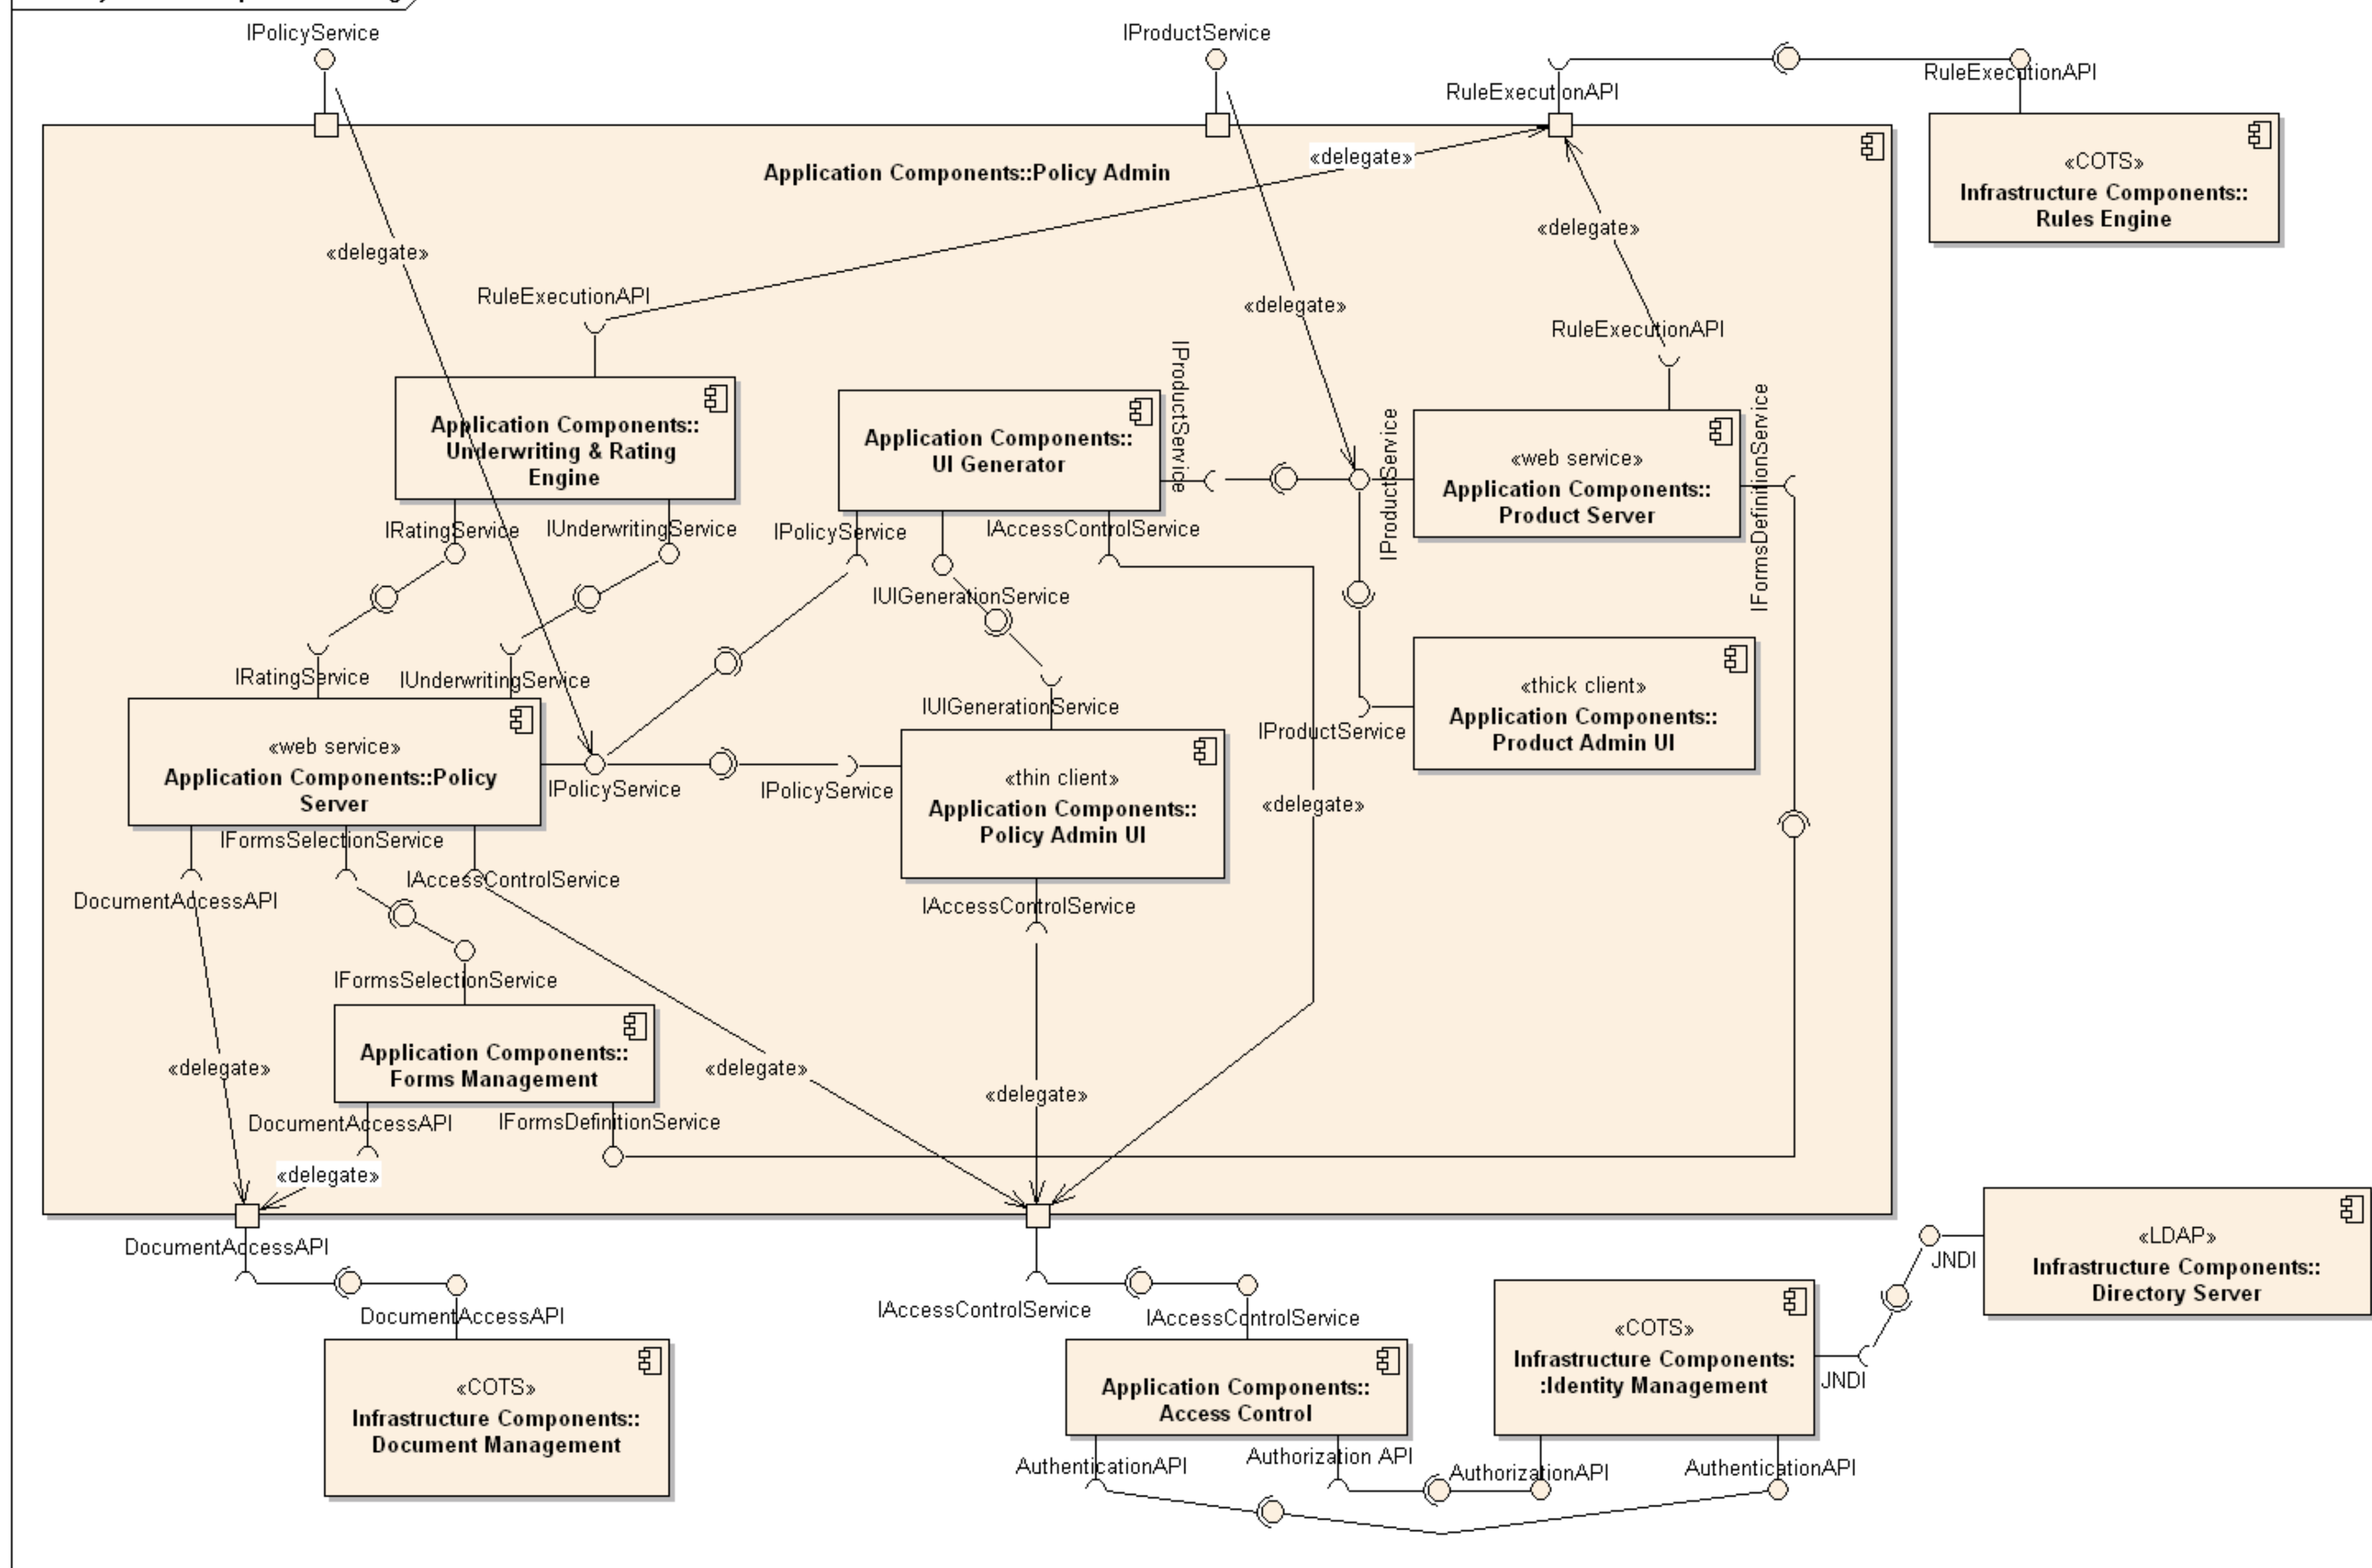 IPolicyService
IProductService
RuleExecutionAPI
RuleExecutionAPI
«COTS»
Infrastructure Components::
Rules Engine
Application Components::Policy Admin
«delegate»
«delegate»
«delegate»
«delegate»
RuleExecutionAPI
RuleExecutionAPI
Application Components::
Underwriting & Rating
Engine
Application Components::
UI Generator
IProductService
IProductService
«web service»
Application Components::
Product Server
IFormsDefinitionService
IRatingService
IUnderwritingService
IPolicyService
IAccessControlService
IUIGenerationService
IRatingService
IUnderwritingService
IUIGenerationService
«thick client»
Application Components::
Product Admin UI
IProductService
«web service»
Application Components::Policy
Server
IPolicyService
IPolicyService
«thin client»
Application Components::
Policy Admin UI
«delegate»
IFormsSelectionService
IAccessControlService
DocumentAccessAPI
IAccessControlService
IFormsSelectionService
Application Components::
Forms Management
«delegate»
«delegate»
«delegate»
DocumentAccessAPI
IFormsDefinitionService
«delegate»
DocumentAccessAPI
DocumentAccessAPI
«COTS»
Infrastructure Components::
Document Management
IAccessControlService
IAccessControlService
Application Components::
Access Control
AuthenticationAPI
Authorization API
«COTS»
Infrastructure Components:
:Identity Management
AuthorizationAPI
AuthenticationAPI
JNDI
JNDI
«LDAP»
Infrastructure Components::
Directory Server